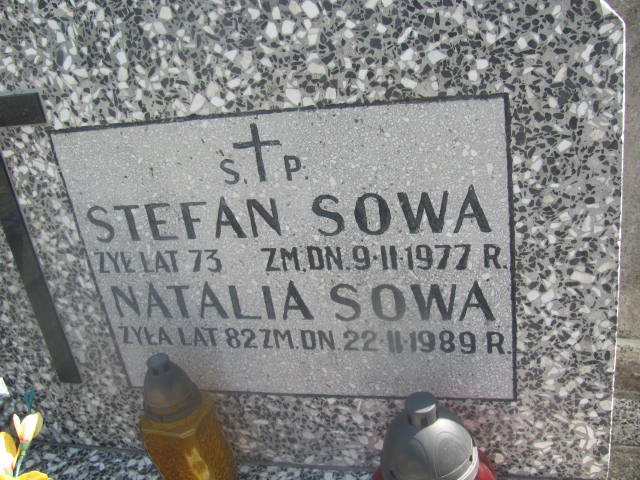 Ś. P.
STEFAN SOWA
ŻYŁ LAT 73 ZM. DN. 9·II·1977 R.
NATALIA SOWA
ŻYŁA LAT 82 ZM. DN. 22·II·1989 R